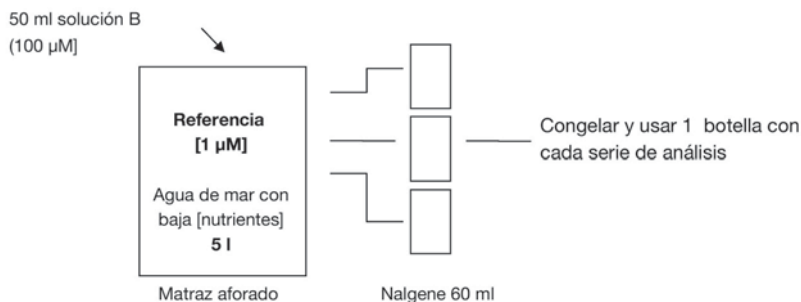 50 ml solución B
(100 µM]
Referencia
[1 µM]
Agua de mar con
baja [nutrientes]
5 l
Matraz aforado
Nalgene 60 ml
Congelar y usar 1 botella con
cada serie de análisis